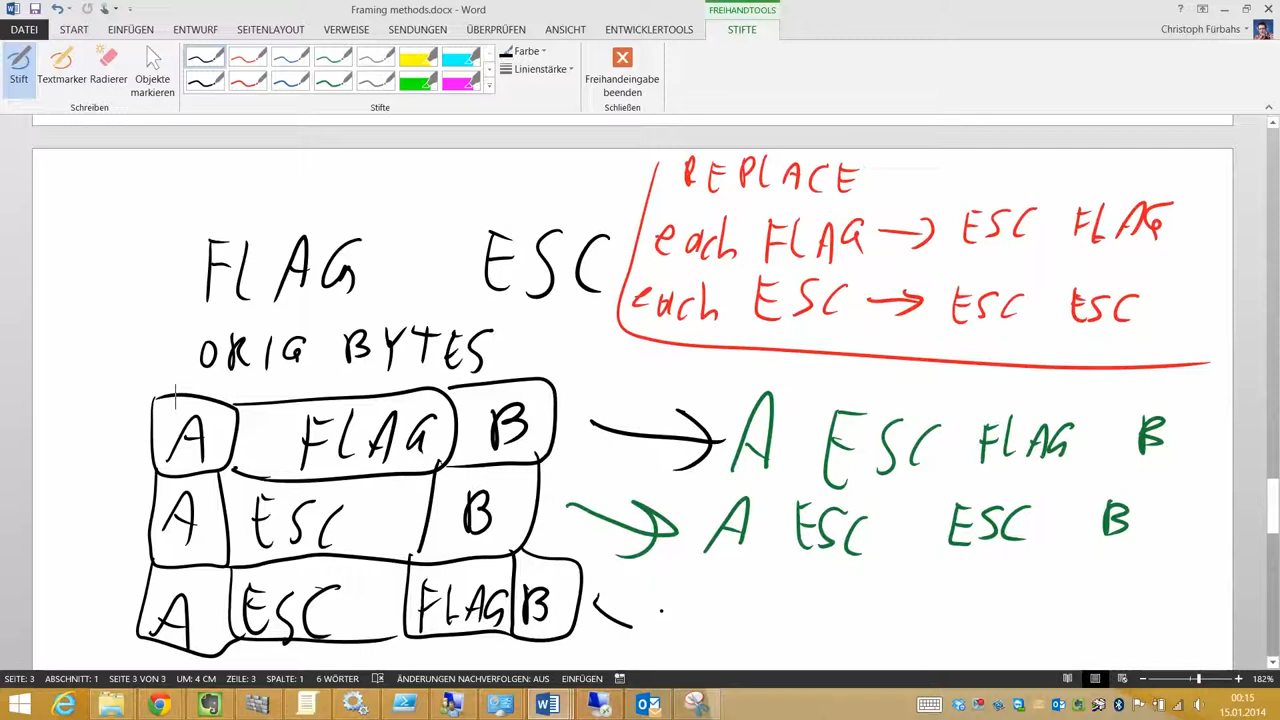 Framing methods.docx - Word
FREIHANDTOOLS
DATEI START EINFÜGEN ENTWURF SEITENLAYOUT VERWEISE SENDUNGEN ÜBERPRÜFEN ANSICHT ENTWICKLERTOOLS STIFTE
Christoph Fürbahs
Stift Textmarker Radierer Objekte markieren
Farbe
Linienstärke
Freihandeingabe beenden
Schreiben Stifte Schließen
REPLACE
each FLAG → ESC FLAG
each ESC → ESC ESC
FLAG ESC
ORIG BYTES
A FLAG B → A ESC FLAG B
A ESC B → A ESC ESC B
A ESC FLAG B
SEITE: 3 ABSCHNITT: 1 SEITE 3 VON 3 UM: 4 CM ZEILE: 3 SPALTE: 1 6 WÖRTER ÄNDERUNGEN NACHVERFOLGEN: AUS EINFÜGEN 182%
00:15
15.01.2014